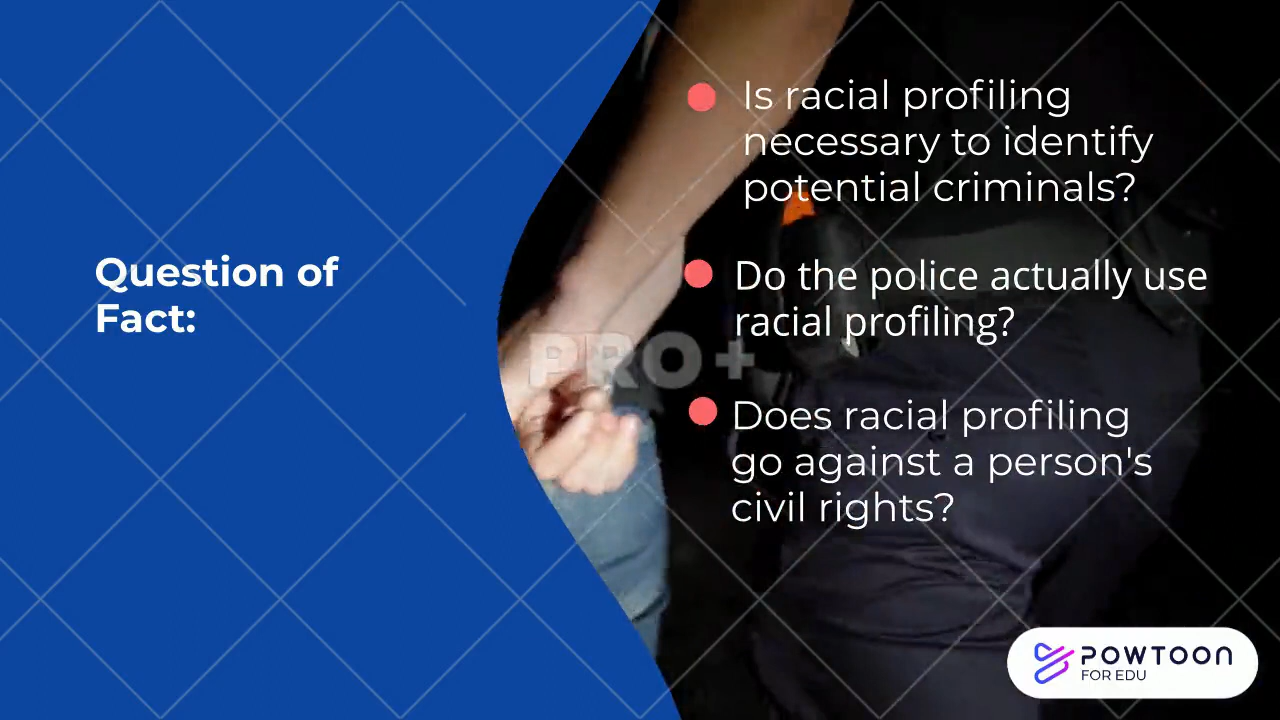 Question of
Fact:
Is racial profiling
necessary to identify
potential criminals?
Do the police actually use
racial profiling?
Does racial profiling
go against a person's
civil rights?
PRO+
POWTOON
FOR EDU